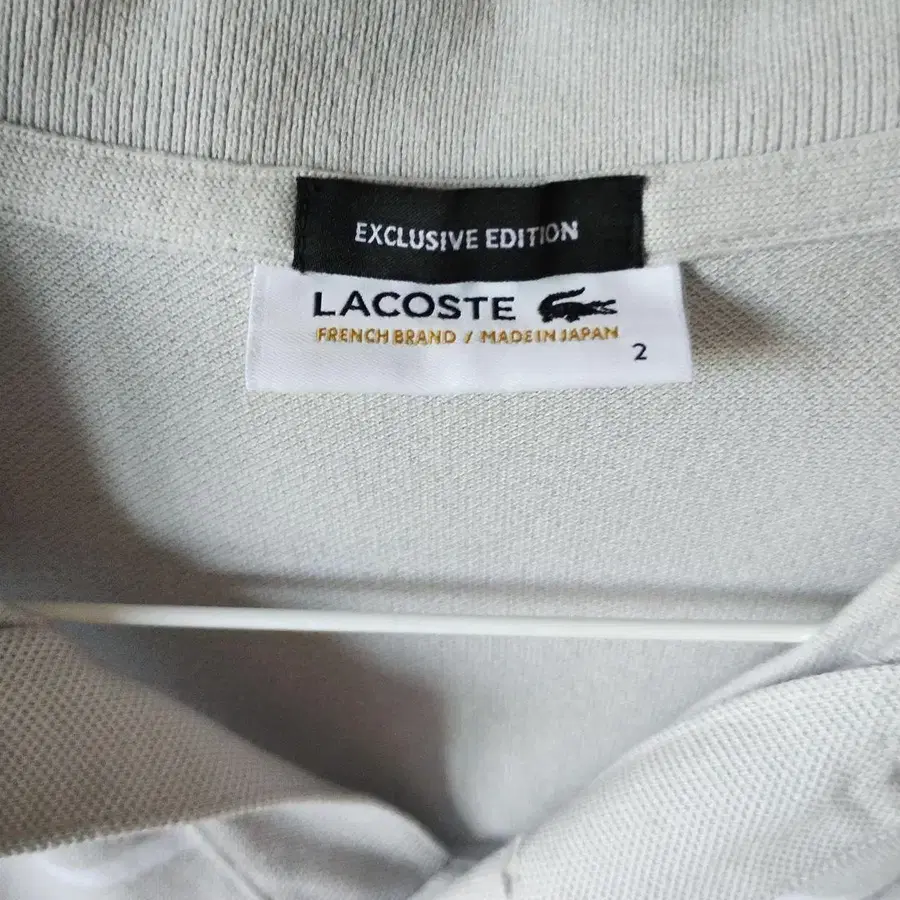 EXCLUSIVE EDITION
LACOSTE
FRENCH BRAND / MADE IN JAPAN
2